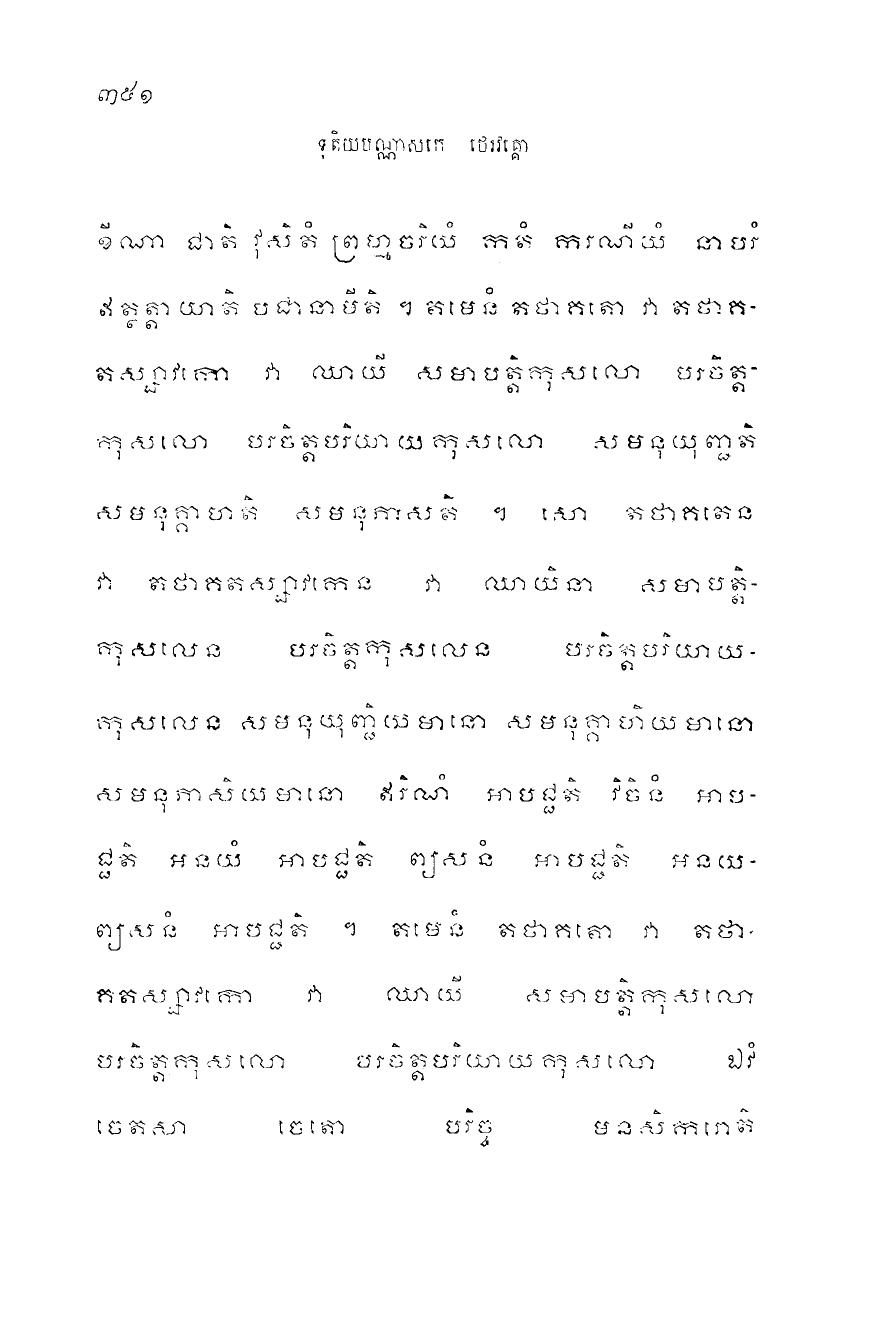 ៣៥១
ទុតិយបណ្ណាសកេ ថេរវគ្គោ
ខីណា ជាតិ វុសិតំ ព្រហ្មចរិយំ កតំ ករណីយំ នាបរំ
ឥត្ថត្តាយាតិ បជានាមីតិ ។ តមេនំ តថាគតោ វា តថាគ-
តស្សាវកោ វា ឈាយី សមាបត្តិកុសលោ បរចិត្ត-
កុសលោ បរចិត្តបរិយាយកុសលោ សមនុយុញ្ជតិ
សមនុគ្គាហតិ សមនុភាសតិ ។ សោ តថាគតេន
វា តថាគតស្សាវកេន វា ឈាយិនា សមាបត្តិ-
កុសលេន បរចិត្តកុសលេន បរចិត្តបរិយាយ-
កុសលេន សមនុយុញ្ជិយមានោ សមនុគ្គាហិយមានោ
សមនុភាសិយមានោ ឥរិណំ អាបជ្ជតិ វិចិនំ អាប-
ជ្ជតិ អនយំ អាបជ្ជតិ ព្យសនំ អាបជ្ជតិ អនយ-
ព្យសនំ អាបជ្ជតិ ។ តមេនំ តថាគតោ វា តថា-
គតស្សាវកោ វា ឈាយី សមាបត្តិកុសលោ
បរចិត្តកុសលោ បរចិត្តបរិយាយកុសលោ ឯវំ
ចេតសា ចេតោ បរិច្ច មនសិករោតិ